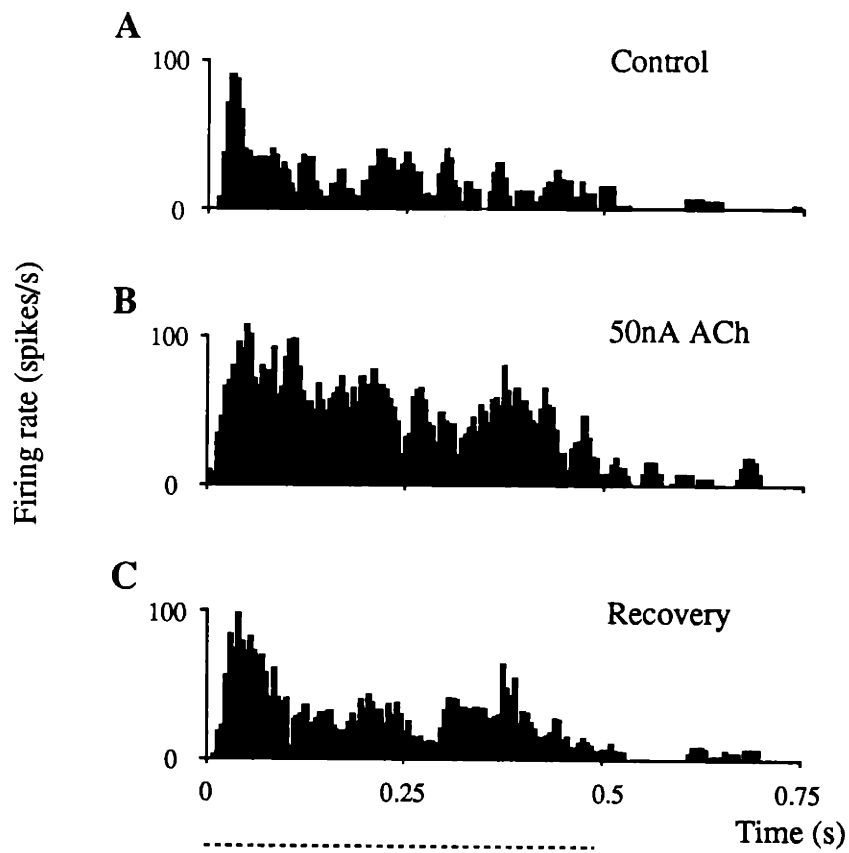 A
100
Control
0
B
100
50nA ACh
0
Firing rate (spikes/s)
C
100
Recovery
0
0 0.25 0.5 0.75
Time (s)